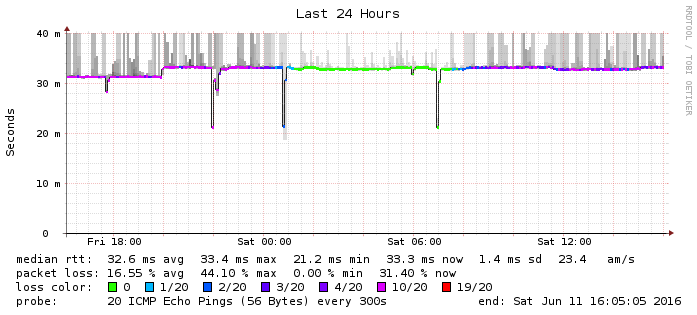 Last 24 Hours
RRDTOOL / TOBI OETIKER
Seconds
40 m
30 m
20 m
10 m
0
Fri 18:00 Sat 00:00 Sat 06:00 Sat 12:00
median rtt: 32.6 ms avg 33.4 ms max 21.2 ms min 33.3 ms now 1.4 ms sd 23.4 am/s
packet loss: 16.55 % avg 44.10 % max 0.00 % min 31.40 % now
loss color: 0 1/20 2/20 3/20 4/20 10/20 19/20
probe: 20 ICMP Echo Pings (56 Bytes) every 300s end: Sat Jun 11 16:05:05 2016